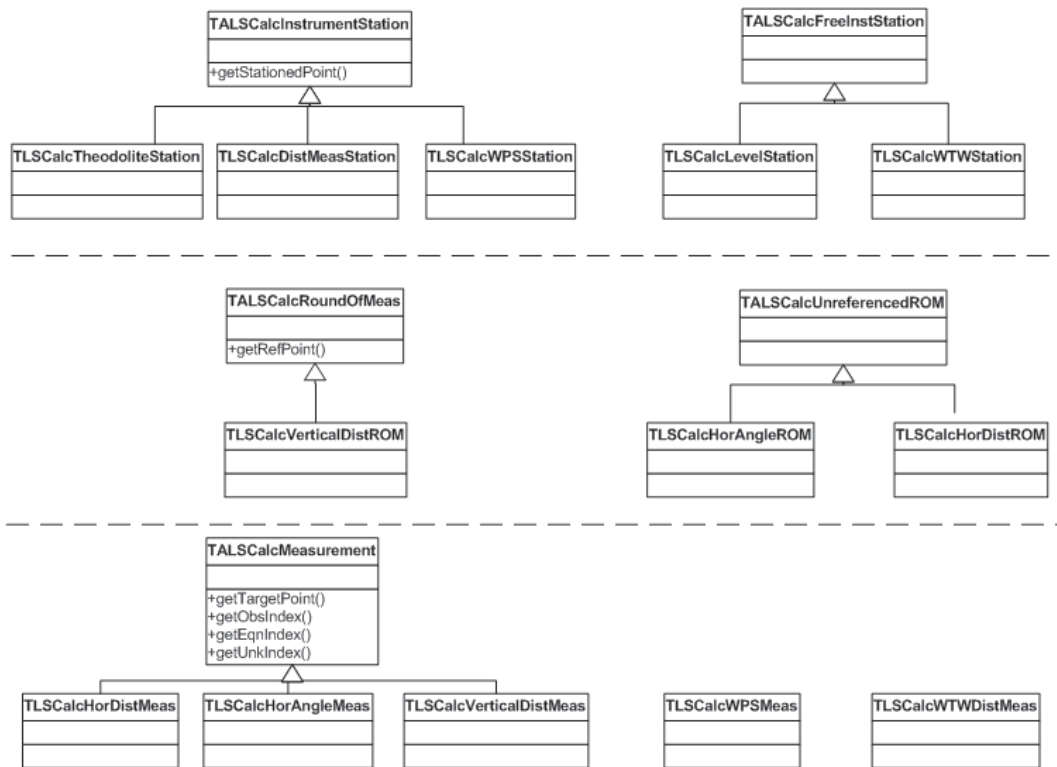 TALSCalcInstrumentStation
+getStationedPoint()
TALSCalcFreeInstStation
TLSCalcTheodoliteStation
TLSCalcDistMeasStation
TLSCalcWPSStation
TLSCalcLevelStation
TLSCalcWTWStation
TALSCalcRoundOfMeas
+getRefPoint()
TALSCalcUnreferencedROM
TLSCalcVerticalDistROM
TLSCalcHorAngleROM
TLSCalcHorDistROM
TALSCalcMeasurement
+getTargetPoint()
+getObsIndex()
+getEqnIndex()
+getUnkIndex()
TLSCalcHorDistMeas
TLSCalcHorAngleMeas
TLSCalcVerticalDistMeas
TLSCalcWPSMeas
TLSCalcWTWDistMeas